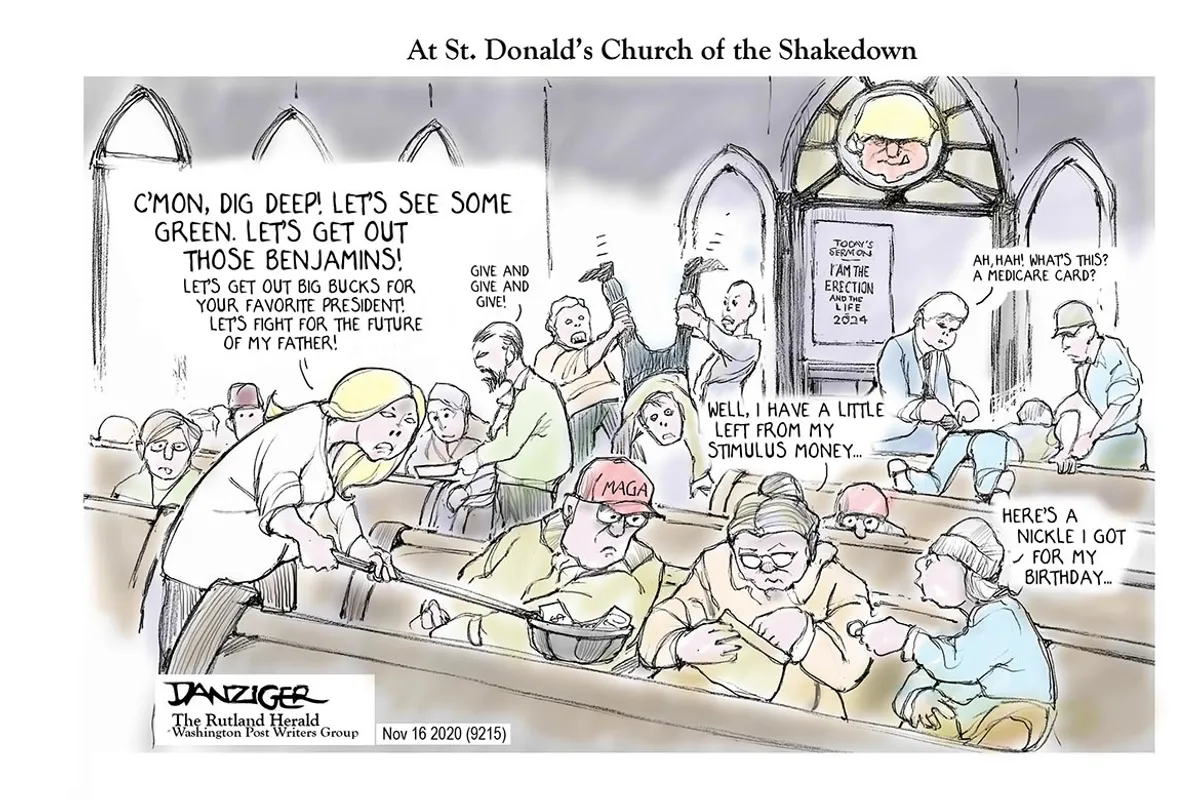 At St. Donald's Church of the Shakedown
C'MON, DIG DEEP! LET'S SEE SOME
GREEN. LET'S GET OUT
THOSE BENJAMINS!
LET'S GET OUT BIG BUCKS FOR
YOUR FAVORITE PRESIDENT!
LET'S FIGHT FOR THE FUTURE
OF MY FATHER!
GIVE AND
GIVE AND
GIVE!
TODAY'S
SERMON
I AM THE
ERECTION
AND THE
LIFE
2024
AH, HAH! WHAT'S THIS?
A MEDICARE CARD?
WELL, I HAVE A LITTLE
LEFT FROM MY
STIMULUS MONEY...
MAGA
HERE'S A
NICKLE I GOT
FOR MY
BIRTHDAY...
DANZIGER
The Rutland Herald
Washington Post Writers Group
Nov 16 2020 (9215)